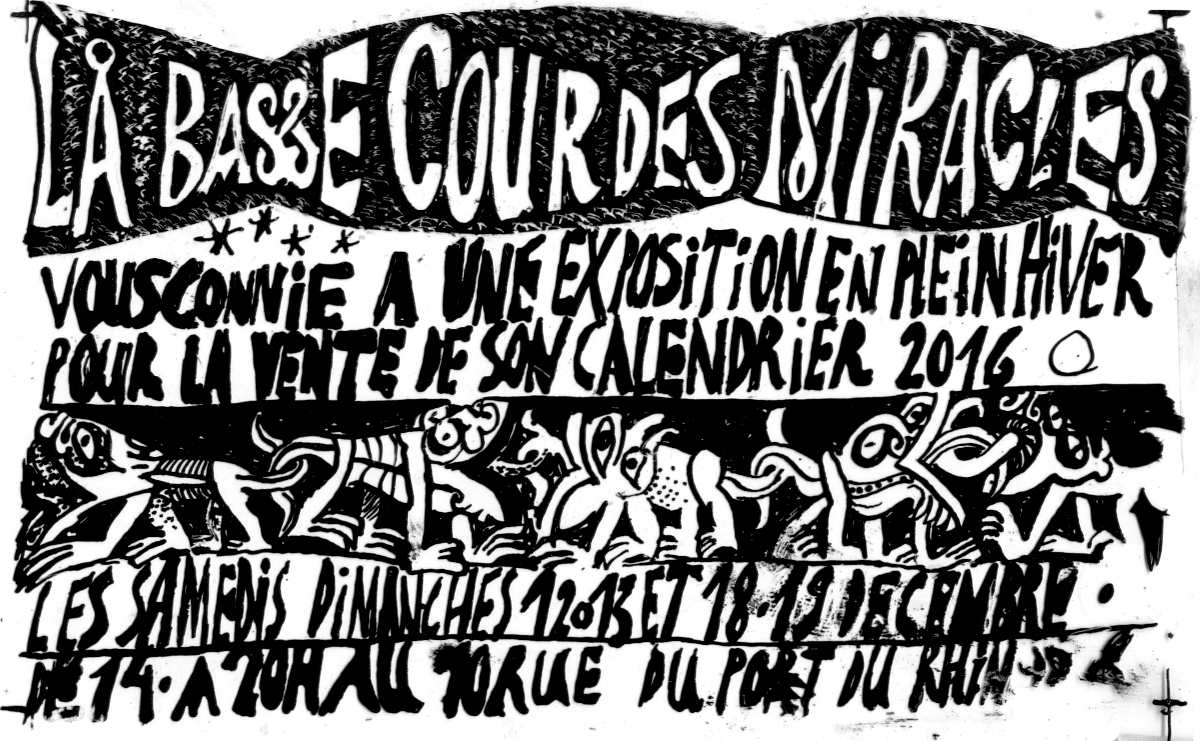 LÀ BASSE COUR DES MiRACLES
VOUS CONViE A UNE EXPOSiTiON EN PLEiN HiVER
POUR LA VENTE DE SON CALENDRiER 2016
LES SAMEDiS DiMANCHES 12·13 ET 18·19 DECEMBRE.
DE 14·A 20H AU 10 RUE DU PORT DU RHiN